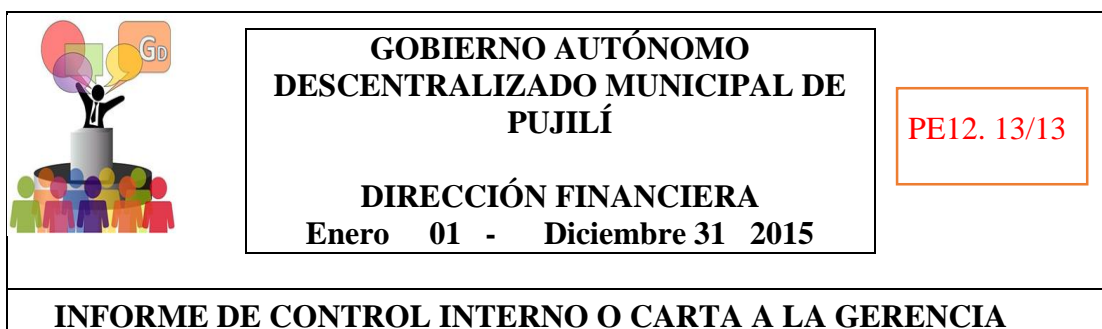 GD
GOBIERNO AUTÓNOMO
DESCENTRALIZADO MUNICIPAL DE
PUJILÍ
PE12. 13/13
DIRECCIÓN FINANCIERA
Enero 01 - Diciembre 31 2015
INFORME DE CONTROL INTERNO O CARTA A LA GERENCIA